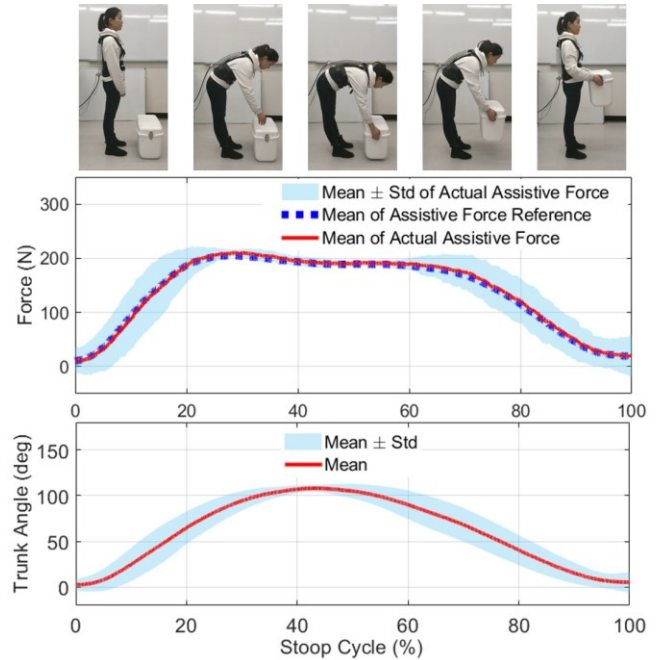 300
200
100
0
Force (N)
Mean ± Std of Actual Assistive Force
Mean of Assistive Force Reference
Mean of Actual Assistive Force
0 20 40 60 80 100
150
100
50
0
Trunk Angle (deg)
Mean ± Std
Mean
0 20 40 60 80 100
Stoop Cycle (%)